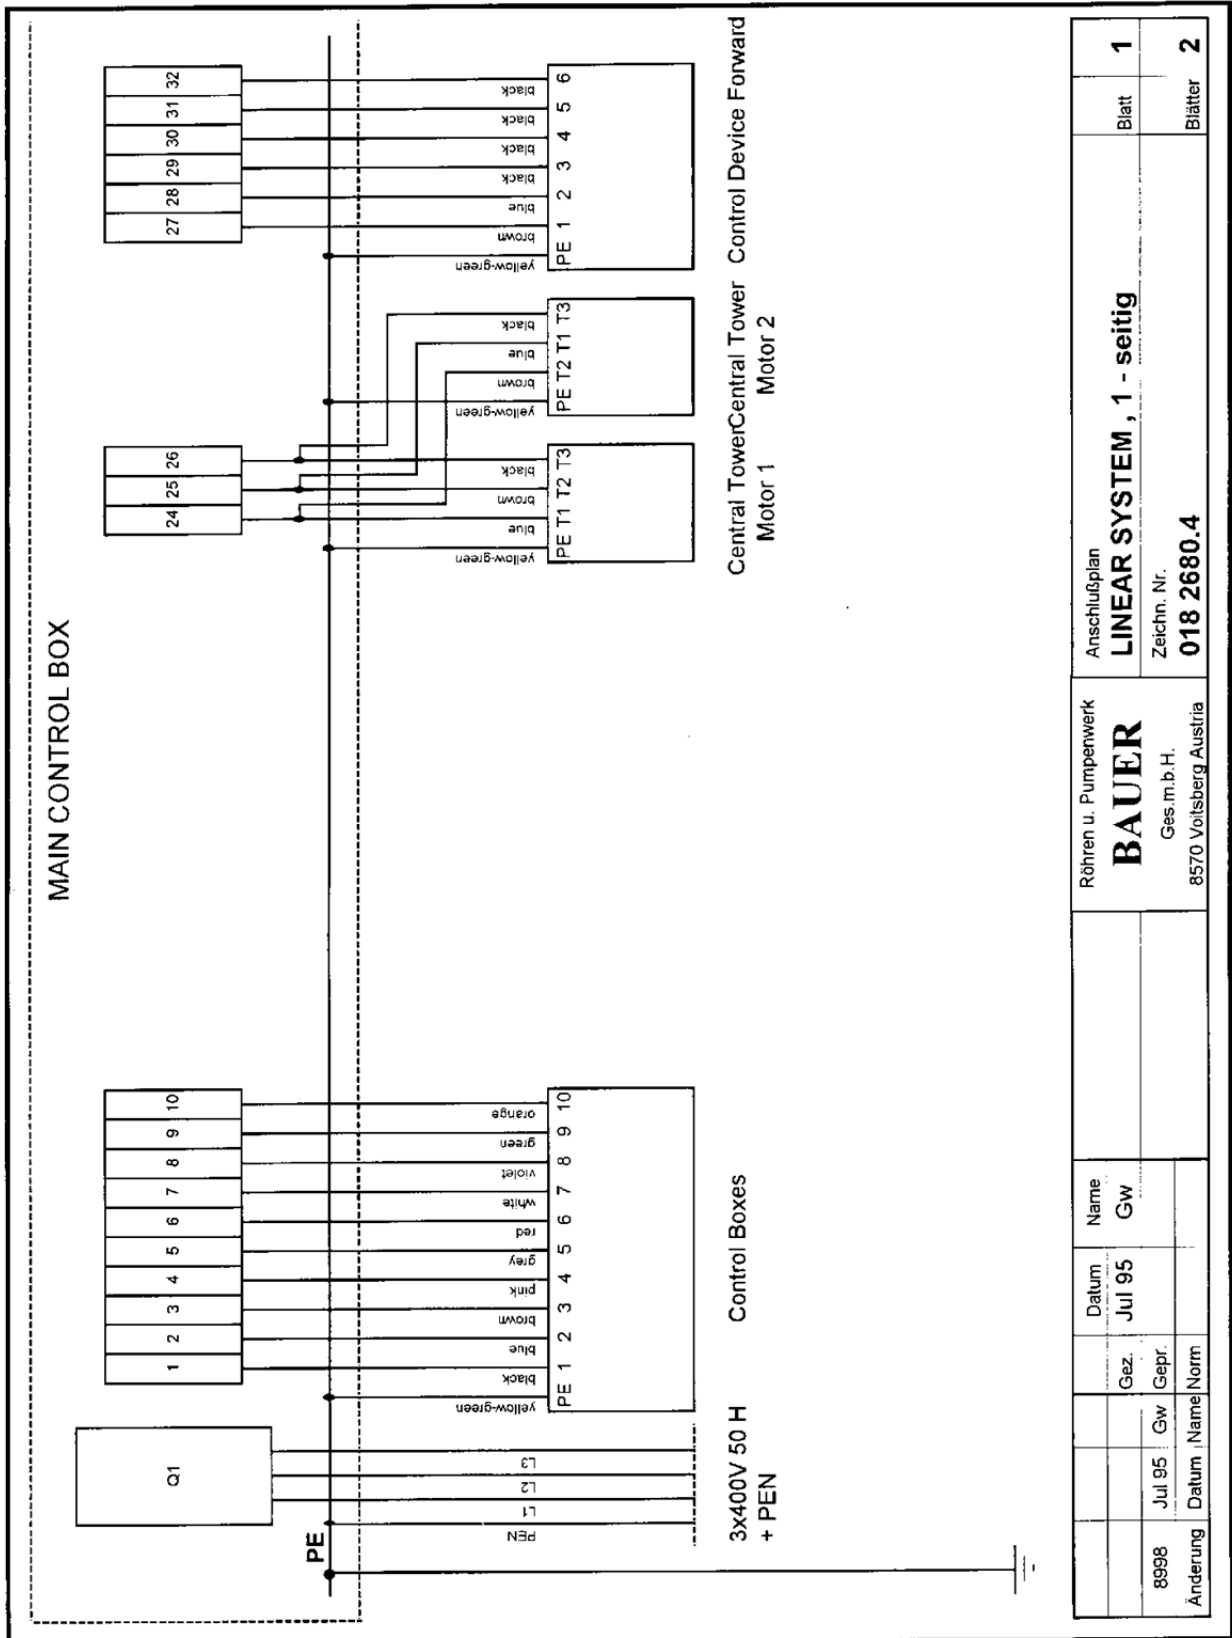 MAIN CONTROL BOX
Q1
1 2 3 4 5 6 7 8 9 10
24 25 26
27 28 29 30 31 32
PE
PEN L1 L2 L3
yellow-green black blue brown pink grey red white violet green orange
PE 1 2 3 4 5 6 7 8 9 10
yellow-green blue brown black
PE T1 T2 T3
yellow-green brown blue black
PE T2 T1 T3
yellow-green brown blue black black black black
PE 1 2 3 4 5 6
3x400V 50 H
+ PEN
Control Boxes
Central Tower
Motor 1
Central Tower
Motor 2
Control Device Forward
8998 Jul 95 Gw
Änderung Datum Name Norm
Datum Name
Gez. Jul 95 Gw
Gepr.
Röhren u. Pumpenwerk
BAUER
Ges.m.b.H.
8570 Voitsberg Austria
Anschlußplan
LINEAR SYSTEM , 1 - seitig
Zeichn. Nr.
018 2680.4
Blatt 1
Blätter 2